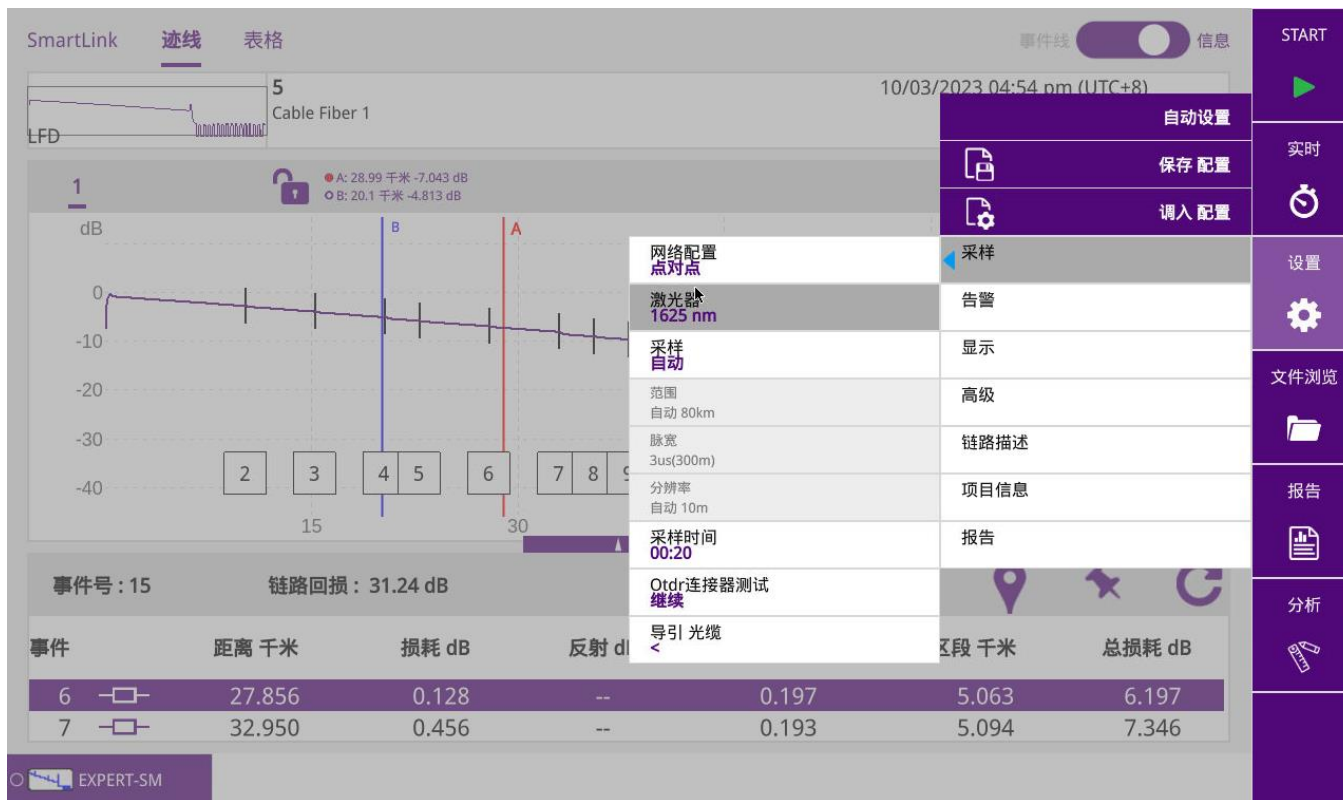 SmartLink 迹线 表格 事件线 信息
START
5
10/03/2023 04:54 pm (UTC+8)
Cable Fiber 1
LFD
自动设置
保存 配置
调入 配置
实时
1
A: 28.99 千米 -7.043 dB
B: 20.1 千米 -4.813 dB
dB
B
A
0
-10
-20
-30
-40
2 3 4 5 6 7 8
15 30
网络配置
点对点
激光器
1625 nm
采样
自动
范围
自动 80km
脉宽
3us(300m)
分辨率
自动 10m
采样时间
00:20
Otdr连接器测试
继续
导引 光缆
<
采样
告警
显示
高级
链路描述
项目信息
报告
设置
文件浏览
报告
分析
事件号 : 15 链路回损 : 31.24 dB
事件 距离 千米 损耗 dB 反射 区段 千米 总损耗 dB
6 27.856 0.128 -- 0.197 5.063 6.197
7 32.950 0.456 -- 0.193 5.094 7.346
EXPERT-SM